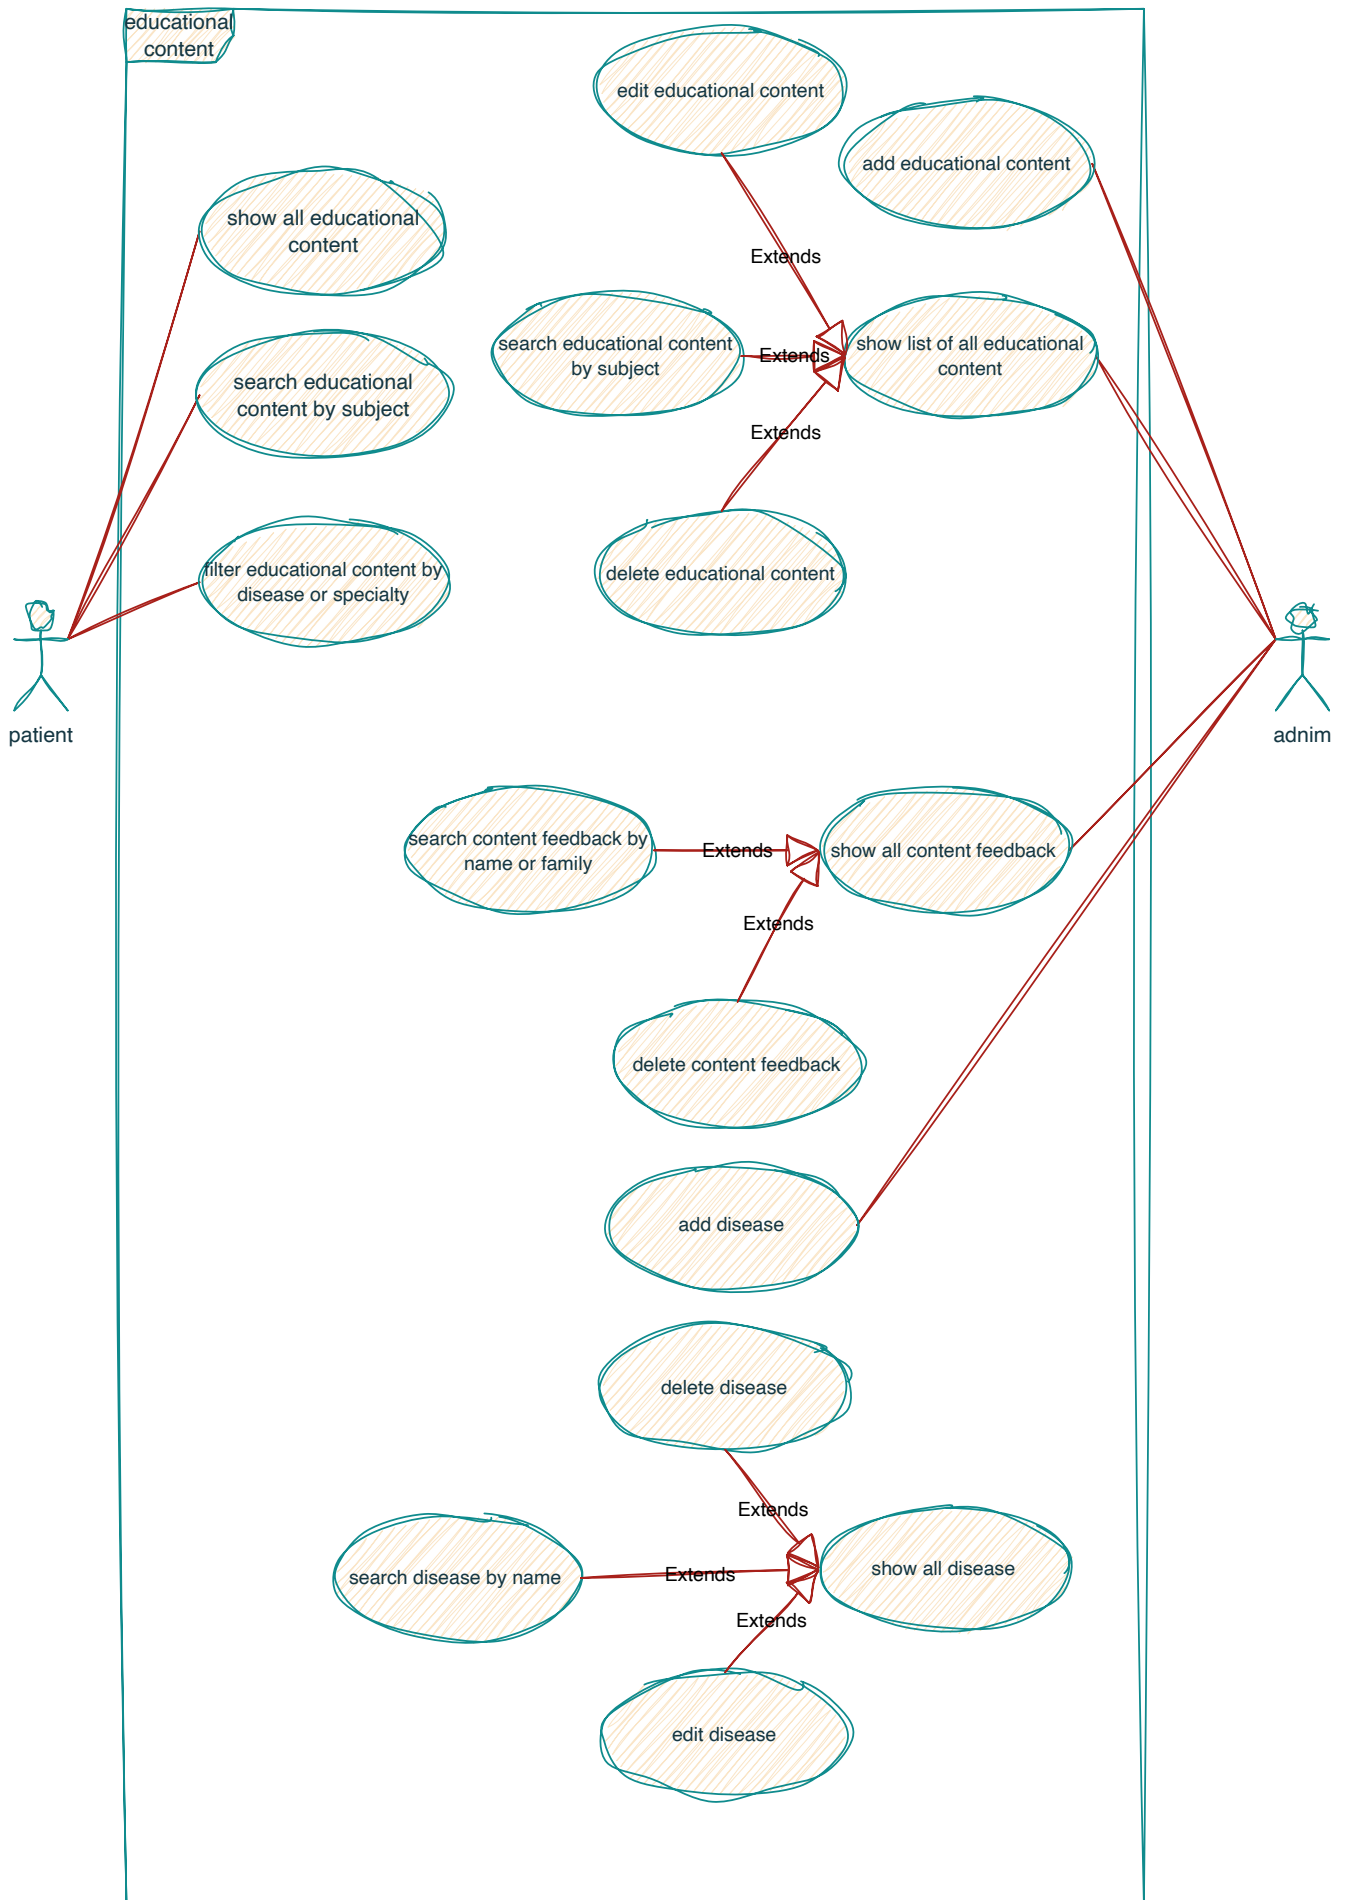 educational
content
edit educational content
add educational content
show all educational
content
Extends
search educational content
by subject
Extends
show list of all educational
content
search educational
content by subject
Extends
filter educational content by
disease or specialty
delete educational content
patient
adnim
search content feedback by
name or family
Extends
show all content feedback
Extends
delete content feedback
add disease
delete disease
Extends
search disease by name
Extends
show all disease
Extends
edit disease